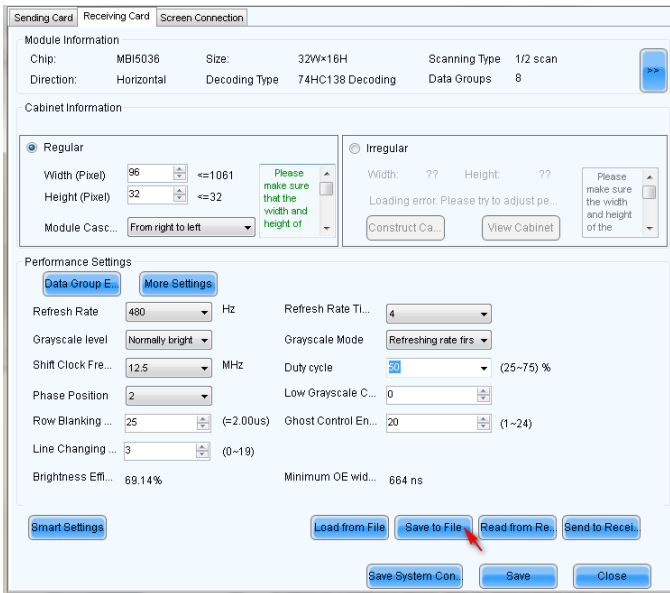 Sending Card Receiving Card Screen Connection
Module Information
Chip: MBI5036 Size: 32W×16H Scanning Type 1/2 scan
Direction: Horizontal Decoding Type 74HC138 Decoding Data Groups 8
>>
Cabinet Information
Regular
Width (Pixel) 96 <=1061
Height (Pixel) 32 <=32
Module Casc... From right to left
Please
make sure
that the
width and
height of
Irregular
Width: ?? Height: ??
Loading error. Please try to adjust pe...
Construct Ca... View Cabinet
Please
make sure
the width
and height
of the
Performance Settings
Data Group E... More Settings
Refresh Rate 480 Hz Refresh Rate Ti... 4
Grayscale level Normally bright Grayscale Mode Refreshing rate firs
Shift Clock Fre... 12.5 MHz Duty cycle 50 (25~75) %
Phase Position 2 Low Grayscale C... 0
Row Blanking ... 25 (=2.00us) Ghost Control En... 20 (1~24)
Line Changing ... 3 (0~19)
Brightness Effi... 69.14% Minimum OE wid... 664 ns
Smart Settings Load from File Save to File Read from Re... Send to Recei...
Save System Con... Save Close